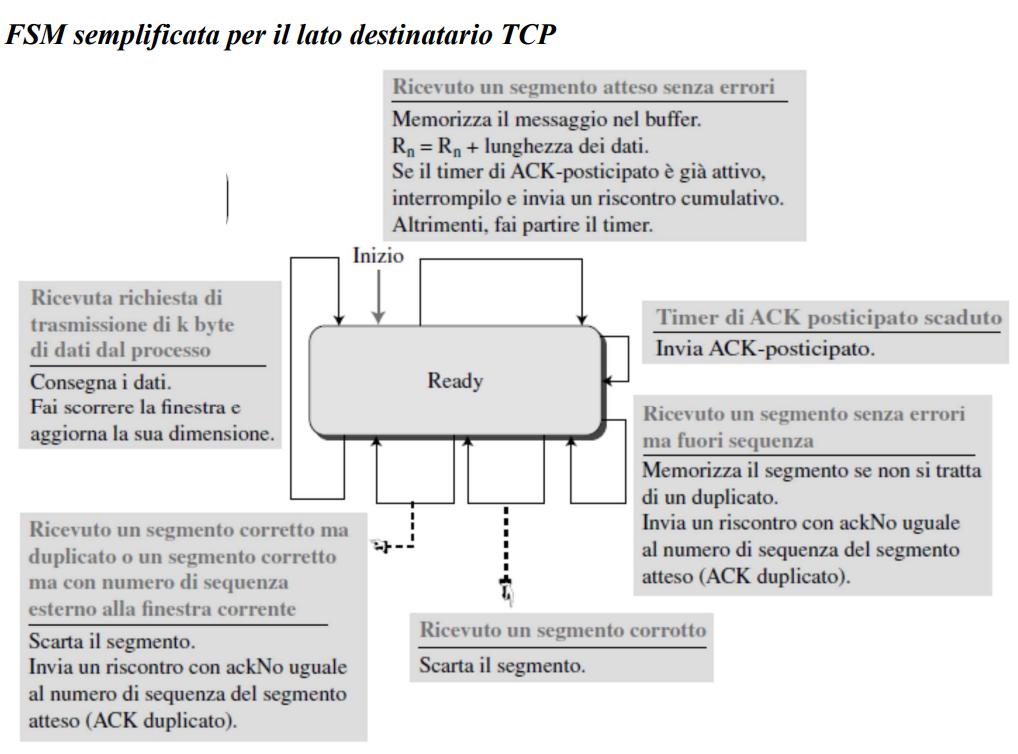 FSM semplificata per il lato destinatario TCP
Ricevuto un segmento atteso senza errori
Memorizza il messaggio nel buffer.
Rn = Rn + lunghezza dei dati.
Se il timer di ACK-posticipato è già attivo,
interrompilo e invia un riscontro cumulativo.
Altrimenti, fai partire il timer.
Inizio
Ricevuta richiesta di
trasmissione di k byte
di dati dal processo
Consegna i dati.
Fai scorrere la finestra e
aggiorna la sua dimensione.
Ready
Timer di ACK posticipato scaduto
Invia ACK-posticipato.
Ricevuto un segmento senza errori
ma fuori sequenza
Memorizza il segmento se non si tratta
di un duplicato.
Invia un riscontro con ackNo uguale
al numero di sequenza del segmento
atteso (ACK duplicato).
Ricevuto un segmento corretto ma
duplicato o un segmento corretto
ma con numero di sequenza
esterno alla finestra corrente
Scarta il segmento.
Invia un riscontro con ackNo uguale
al numero di sequenza del segmento
atteso (ACK duplicato).
Ricevuto un segmento corrotto
Scarta il segmento.